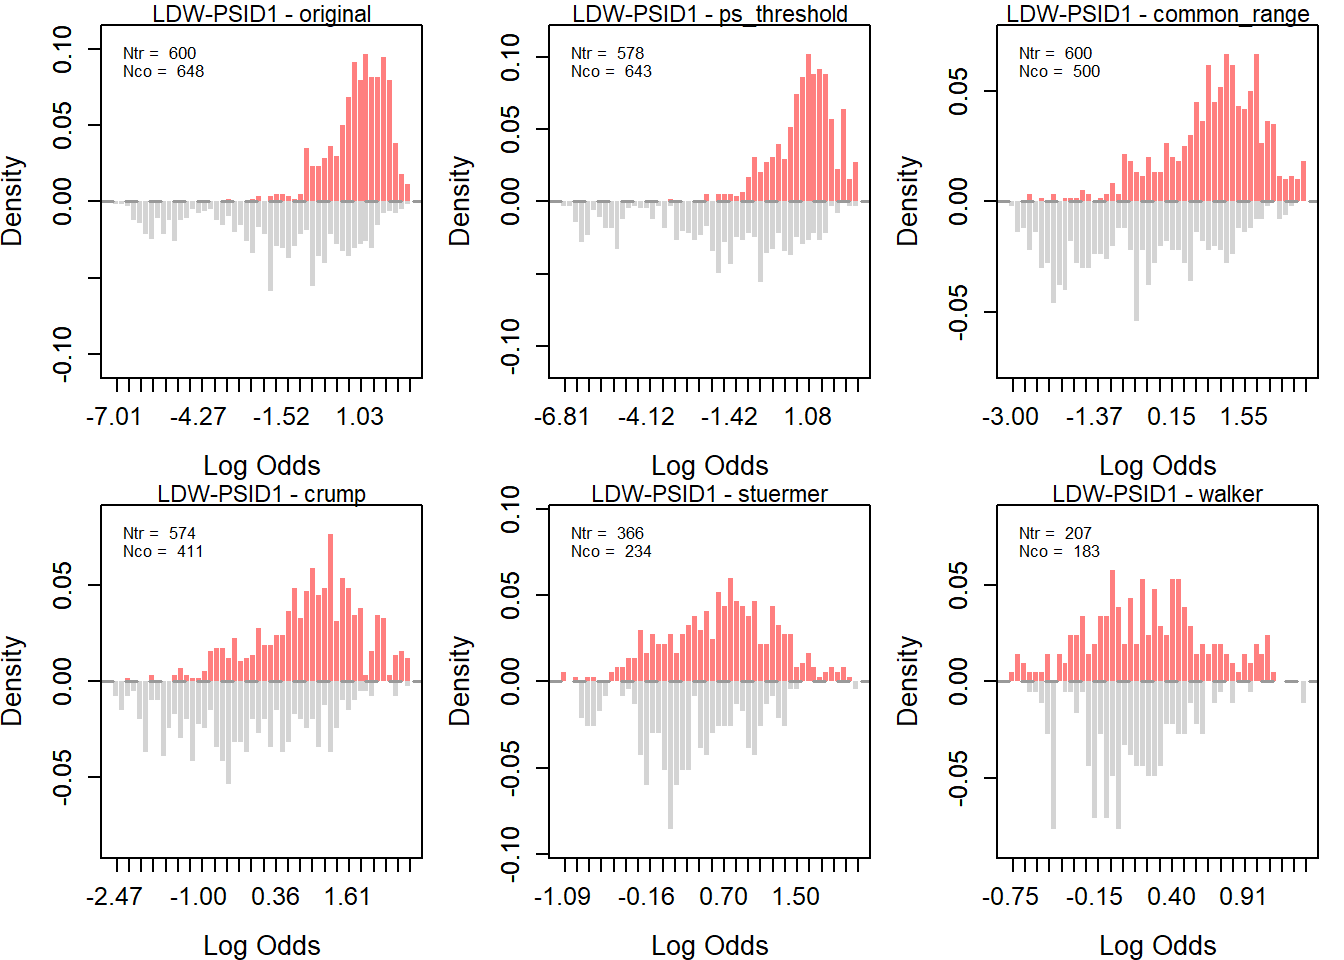 LDW-PSID1 - original
Ntr = 600
Nco = 648
Density
0.10
0.05
0.00
-0.10
-7.01 -4.27 -1.52 1.03
Log Odds
LDW-PSID1 - ps_threshold
Ntr = 578
Nco = 643
Density
0.10
0.05
0.00
-0.10
-6.81 -4.12 -1.42 1.08
Log Odds
LDW-PSID1 - common_range
Ntr = 600
Nco = 500
Density
0.05
0.00
-0.05
-3.00 -1.37 0.15 1.55
Log Odds
LDW-PSID1 - crump
Ntr = 574
Nco = 411
Density
0.05
0.00
-0.05
-2.47 -1.00 0.36 1.61
Log Odds
LDW-PSID1 - stuermer
Ntr = 366
Nco = 234
Density
0.10
0.05
0.00
-0.05
-0.10
-1.09 -0.16 0.70 1.50
Log Odds
LDW-PSID1 - walker
Ntr = 207
Nco = 183
Density
0.05
0.00
-0.05
-0.75 -0.15 0.40 0.91
Log Odds